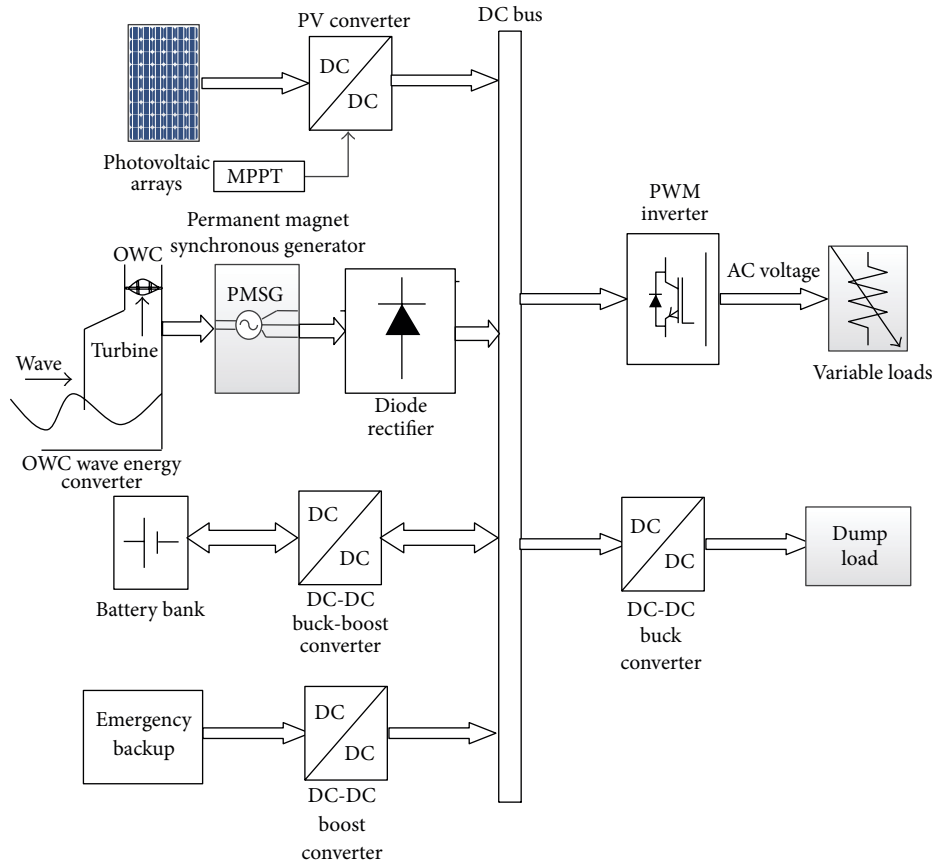 DC bus
PV converter
DC
DC
Photovoltaic
arrays
MPPT
Permanent magnet
synchronous generator
OWC
PMSG
Turbine
Wave
Diode
rectifier
OWC wave energy
converter
PWM
inverter
AC voltage
Variable loads
DC
DC
Battery bank
DC-DC
buck-boost
converter
DC
DC
Dump
load
DC-DC
buck
converter
Emergency
backup
DC
DC
DC-DC
boost
converter